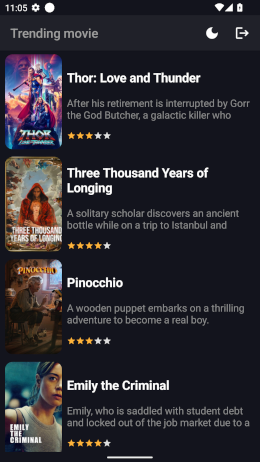 11:05
Trending movie
THOR
Thor: Love and Thunder
After his retirement is interrupted by Gorr
the God Butcher, a galactic killer who
THREE THOUSAND
YEARS OF LONGING
Three Thousand Years of
Longing
A solitary scholar discovers an ancient
bottle while on a trip to Istanbul and
PINOCCHIO
Pinocchio
A wooden puppet embarks on a thrilling
adventure to become a real boy.
EMILY
THE
CRIMINAL
Emily the Criminal
Emily, who is saddled with student debt
and locked out of the job market due to a